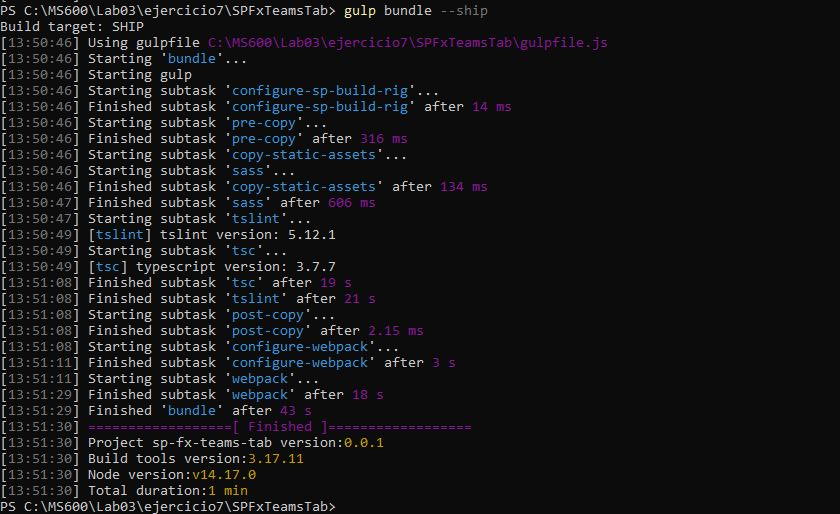 PS C:\MS600\Lab03\ejercicio7\SPFxTeamsTab> gulp bundle --ship
Build target: SHIP
[13:50:46] Using gulpfile C:\MS600\Lab03\ejercicio7\SPFxTeamsTab\gulpfile.js
[13:50:46] Starting 'bundle'...
[13:50:46] Starting gulp
[13:50:46] Starting subtask 'configure-sp-build-rig'...
[13:50:46] Finished subtask 'configure-sp-build-rig' after 14 ms
[13:50:46] Starting subtask 'pre-copy'...
[13:50:46] Finished subtask 'pre-copy' after 316 ms
[13:50:46] Starting subtask 'copy-static-assets'...
[13:50:46] Starting subtask 'sass'...
[13:50:46] Finished subtask 'copy-static-assets' after 134 ms
[13:50:47] Finished subtask 'sass' after 606 ms
[13:50:47] Starting subtask 'tslint'...
[13:50:49] [tslint] tslint version: 5.12.1
[13:50:49] Starting subtask 'tsc'...
[13:50:49] [tsc] typescript version: 3.7.7
[13:51:08] Finished subtask 'tsc' after 19 s
[13:51:08] Finished subtask 'tslint' after 21 s
[13:51:08] Starting subtask 'post-copy'...
[13:51:08] Finished subtask 'post-copy' after 2.15 ms
[13:51:08] Starting subtask 'configure-webpack'...
[13:51:11] Finished subtask 'configure-webpack' after 3 s
[13:51:11] Starting subtask 'webpack'...
[13:51:29] Finished subtask 'webpack' after 18 s
[13:51:29] Finished 'bundle' after 43 s
[13:51:30] ==================[ Finished ]==================
[13:51:30] Project sp-fx-teams-tab version:0.0.1
[13:51:30] Build tools version:3.17.11
[13:51:30] Node version:v14.17.0
[13:51:30] Total duration:1 min
PS C:\MS600\Lab03\ejercicio7\SPFxTeamsTab>